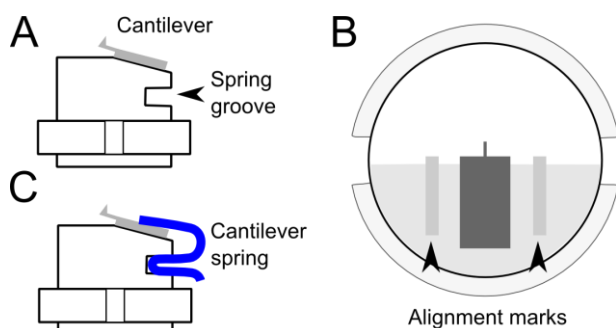 A
Cantilever
Spring
groove
B
C
Cantilever
spring
Alignment marks